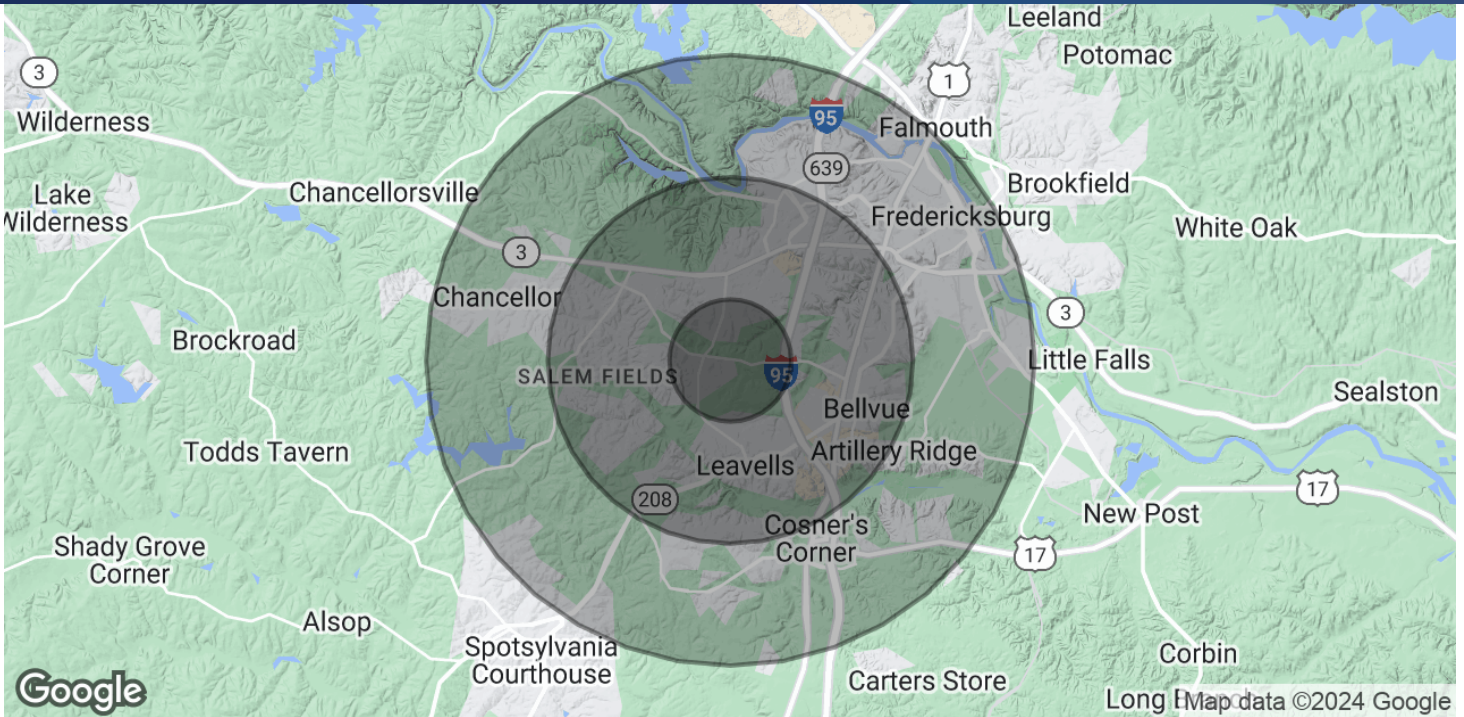 Leeland
Potomac
3
1
Wilderness
95
Falmouth
639
Lake
Wilderness
Chancellorsville
Brookfield
Fredericksburg
White Oak
3
Chancellor
3
Brockroad
Little Falls
SALEM FIELDS
95
Sealston
Bellvue
Todds Tavern
Artillery Ridge
Leavells
208
17
New Post
Cosner's
Corner
Shady Grove
Corner
17
Alsop
Spotsylvania
Courthouse
Corbin
Carters Store
Google
Long
Map data ©2024 Google